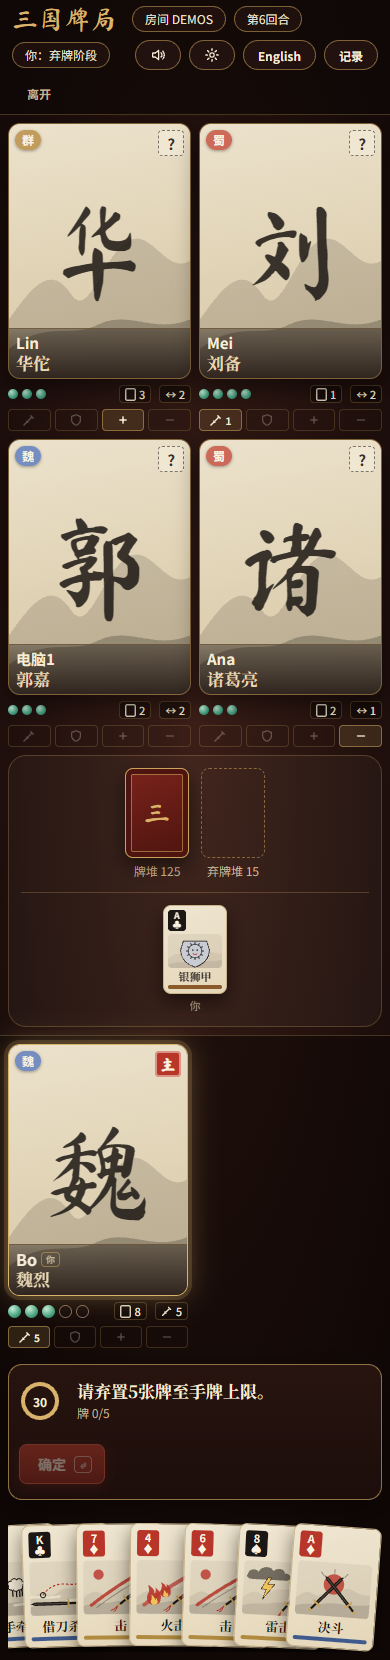 三国牌局
房间 DEMOS
第6回合
你：弃牌阶段
English
记录
离开
群
?
华
Lin
华佗
3
2
+
−
蜀
?
刘
Mei
刘备
1
2
1
+
−
魏
?
郭
电脑1
郭嘉
2
2
+
−
蜀
?
诸
Ana
诸葛亮
2
1
+
−
三
牌堆 125
弃牌堆 15
A
银狮甲
你
魏
主
魏
Bo 你
魏烈
8
5
5
+
−
30
请弃置5张牌至手牌上限。
牌 0/5
确定
K
借刀杀
7
击
4
火击
6
击
8
雷击
A
决斗